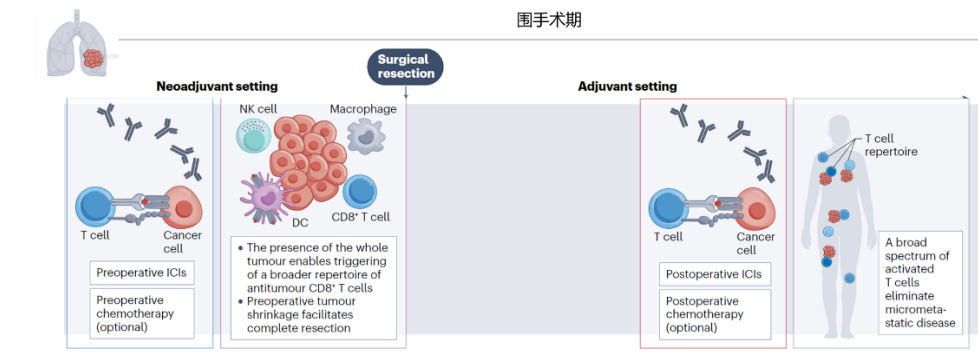 围手术期
Surgical
resection
Neoadjuvant setting
Adjuvant setting
NK cell
Macrophage
DC
CD8⁺ T cell
T cell
Cancer
cell
Preoperative ICIs
Preoperative
chemotherapy
(optional)
• The presence of the whole
tumour enables triggering
of a broader repertoire of
antitumour CD8⁺ T cells
• Preoperative tumour
shrinkage facilitates
complete resection
T cell
Cancer
cell
Postoperative ICIs
Postoperative
chemotherapy
(optional)
T cell
repertoire
A broad
spectrum of
activated
T cells
eliminate
micrometa-
static disease